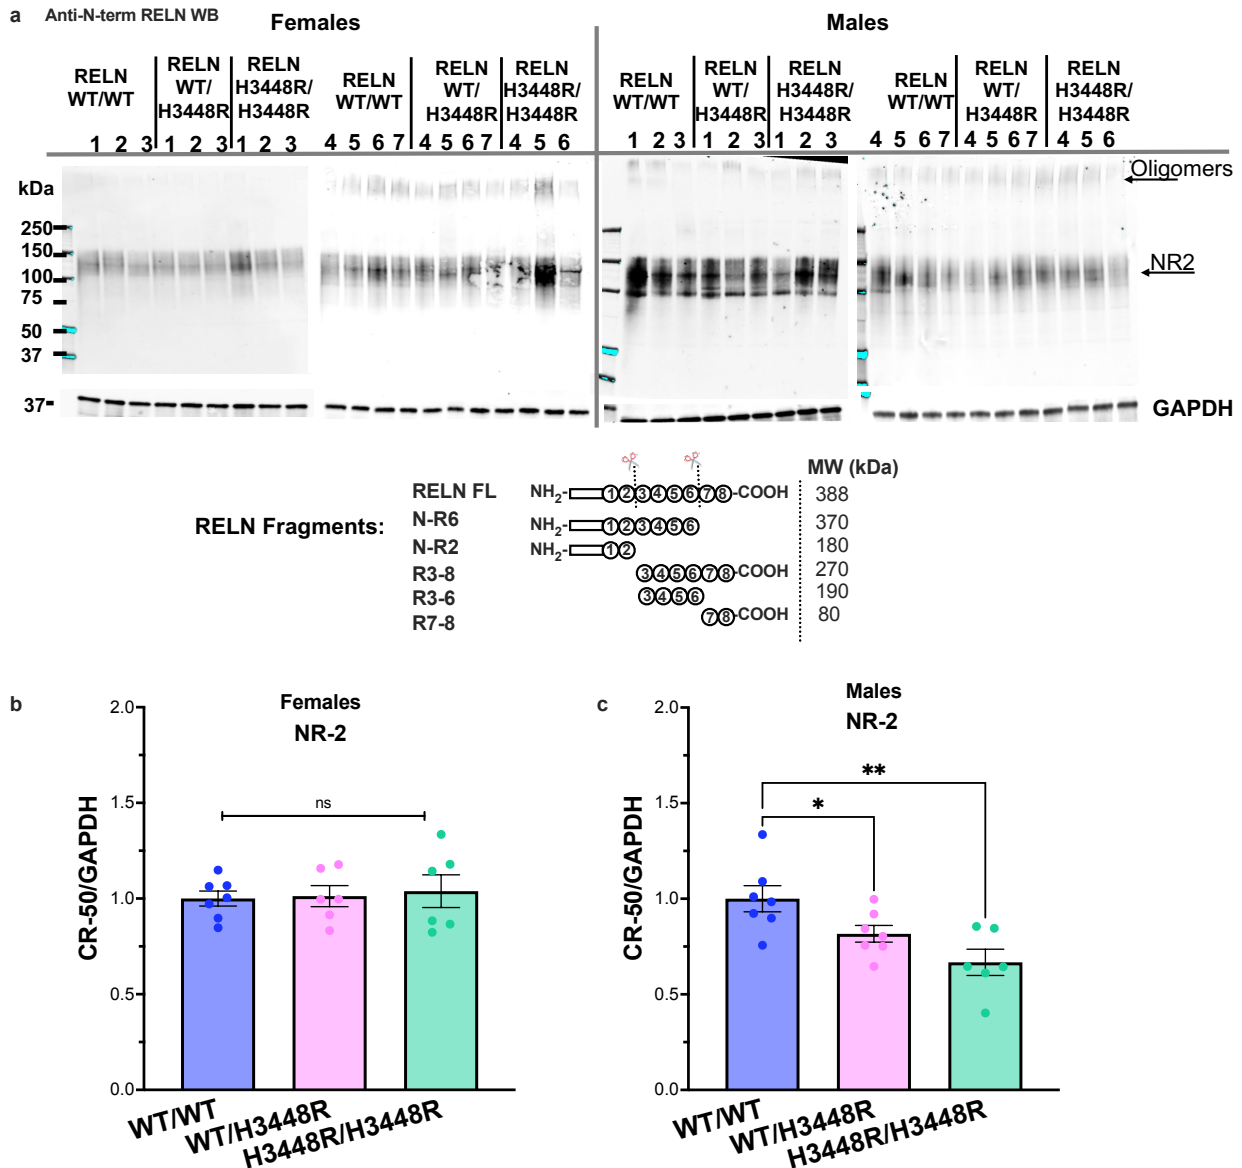 a Anti-N-term RELN WB
Females
Males
RELN WT/WT
RELN WT/ H3448R
RELN H3448R/ H3448R
RELN WT/WT
RELN WT/ H3448R
RELN H3448R/ H3448R
RELN WT/WT
RELN WT/ H3448R
RELN H3448R/ H3448R
RELN WT/WT
RELN WT/ H3448R
RELN H3448R/ H3448R
1 2 3 1 2 3 1 2 3 4 5 6 7 4 5 6 7 4 5 6 1 2 3 1 2 3 1 2 3 4 5 6 7 4 5 6 7 4 5 6
kDa
Oligomers
250
150
100
NR2
75
50
37
37-
GAPDH
MW (kDa)
RELN Fragments:
RELN FL NH2- 1 2 3 4 5 6 7 8 -COOH 388
N-R6 NH2- 1 2 3 4 5 6 370
N-R2 NH2- 1 2 180
R3-8 3 4 5 6 7 8 -COOH 270
R3-6 3 4 5 6 190
R7-8 7 8 -COOH 80
b
Females
NR-2
CR-50/GAPDH
2.0
1.5
1.0
0.5
0.0
ns
WT/WT
WT/H3448R
H3448R/H3448R
c
Males
NR-2
CR-50/GAPDH
2.0
1.5
1.0
0.5
0.0
**
*
WT/WT
WT/H3448R
H3448R/H3448R